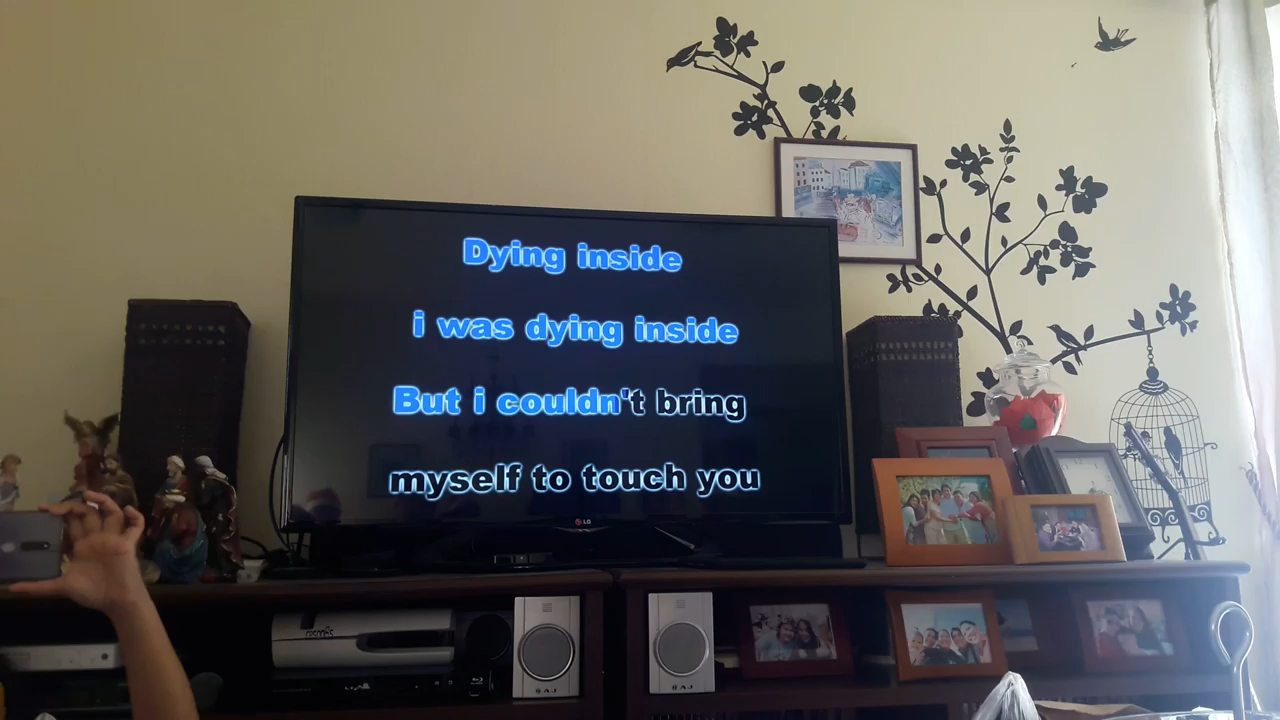 Dying inside
i was dying inside
But i couldn't bring
myself to touch you
LG